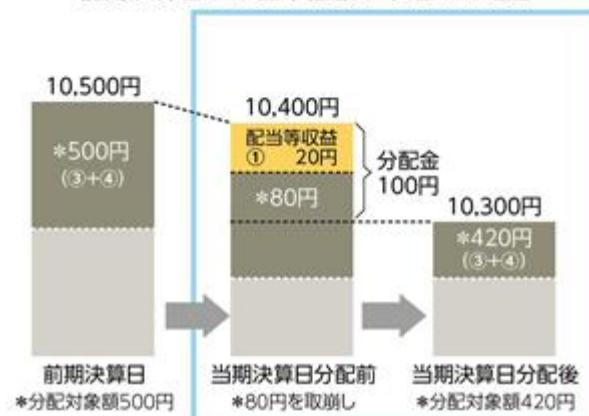 10,500円
10,400円
配当等収益
① 20円
*500円
(③+④)
分配金
100円
*80円
10,300円
*420円
(③+④)
前期決算日
当期決算日分配前
当期決算日分配後
*分配対象額500円
*80円を取崩し
*分配対象額420円